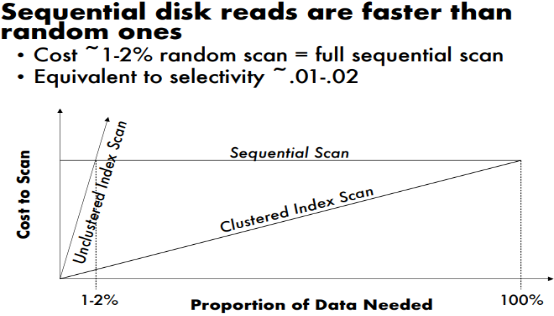 Sequential disk reads are faster than
random ones
• Cost ~1-2% random scan = full sequential scan
• Equivalent to selectivity ~.01-.02
Cost to Scan
Unclustered Index Scan
Sequential Scan
Clustered Index Scan
1-2%
Proportion of Data Needed
100%